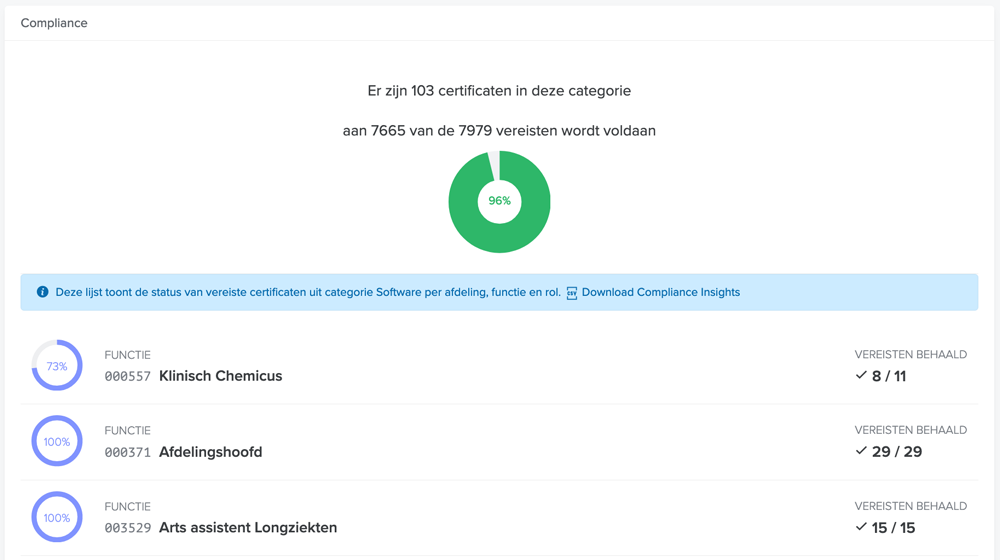 Compliance
Er zijn 103 certificaten in deze categorie
aan 7665 van de 7979 vereisten wordt voldaan
96%
Deze lijst toont de status van vereiste certificaten uit categorie Software per afdeling, functie en rol. CSV Download Compliance Insights
73%
FUNCTIE
000557 Klinisch Chemicus
VEREISTEN BEHAALD
8 / 11
100%
FUNCTIE
000371 Afdelingshoofd
VEREISTEN BEHAALD
29 / 29
100%
FUNCTIE
003529 Arts assistent Longziekten
VEREISTEN BEHAALD
15 / 15